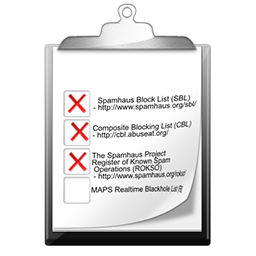 Spamhaus Block List (SBL)
- http://www.spamhaus.org/sbl/
Composite Blocking List (CBL)
- http://cbl.abuseat.org/
The Spamhaus Project
Register of Known Spam
Operations (ROKSO)
- http://www.spamhaus.org/rokso/
MAPS Realtime Blackhole List (R